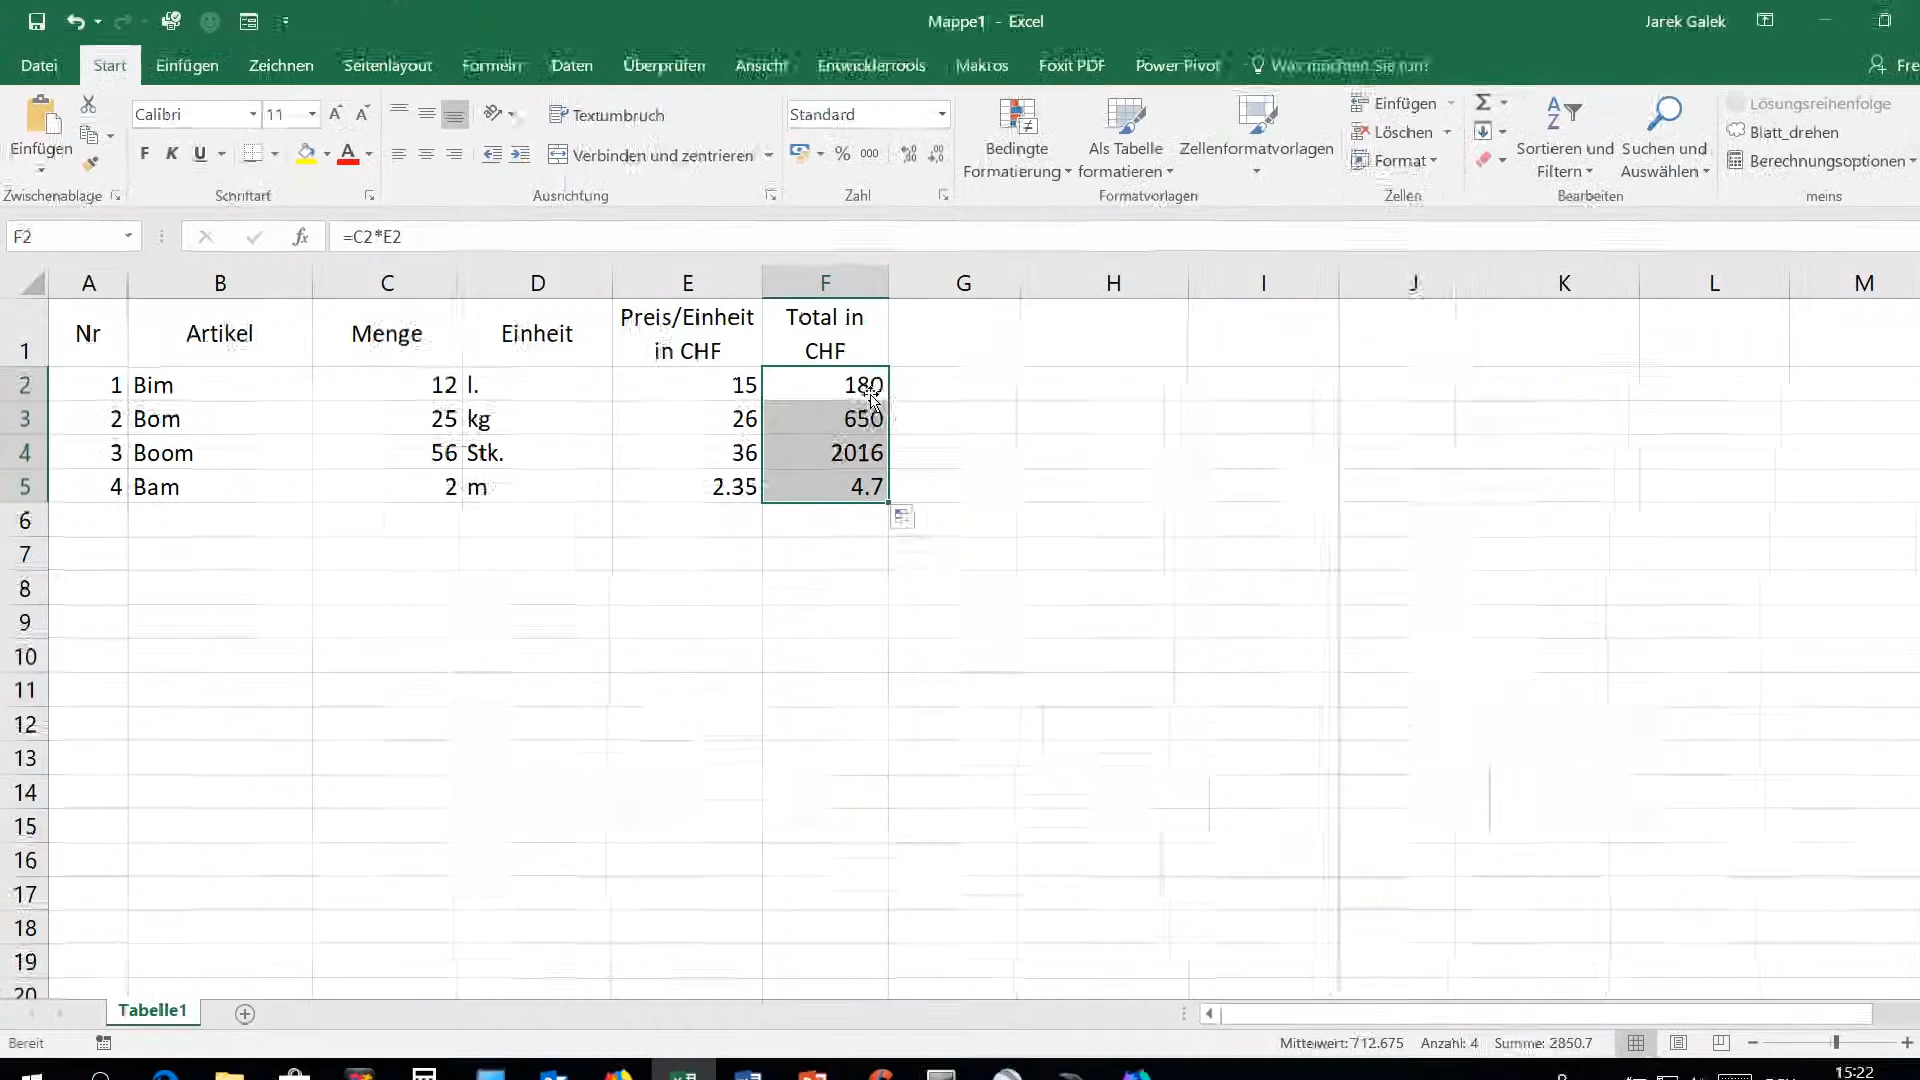 Mappe1 - Excel
Jarek Galek
Datei Start Einfügen Zeichnen Seitenlayout Formeln Daten Überprüfen Ansicht Entwicklertools Makros Foxit PDF Power Pivot Was möchten Sie tun? Fre
Einfügen
Calibri 11
F K U
Textumbruch
Verbinden und zentrieren
Standard
% 000
Bedingte Formatierung
Als Tabelle formatieren
Zellenformatvorlagen
Einfügen
Löschen
Format
Sortieren und Filtern
Suchen und Auswählen
Lösungsreihenfolge
Blatt_drehen
Berechnungsoptionen
Zwischenablage Schriftart Ausrichtung Zahl Formatvorlagen Zellen Bearbeiten meins
F2 fx =C2*E2
A B C D E F G H I J K L M
1 Nr Artikel Menge Einheit Preis/Einheit in CHF Total in CHF
2 1 Bim 12 l. 15 180
3 2 Bom 25 kg 26 650
4 3 Boom 56 Stk. 36 2016
5 4 Bam 2 m 2.35 4.7
6
7
8
9
10
11
12
13
14
15
16
17
18
19
20
Tabelle1
Bereit Mittelwert: 712.675 Anzahl: 4 Summe: 2850.7
15:22